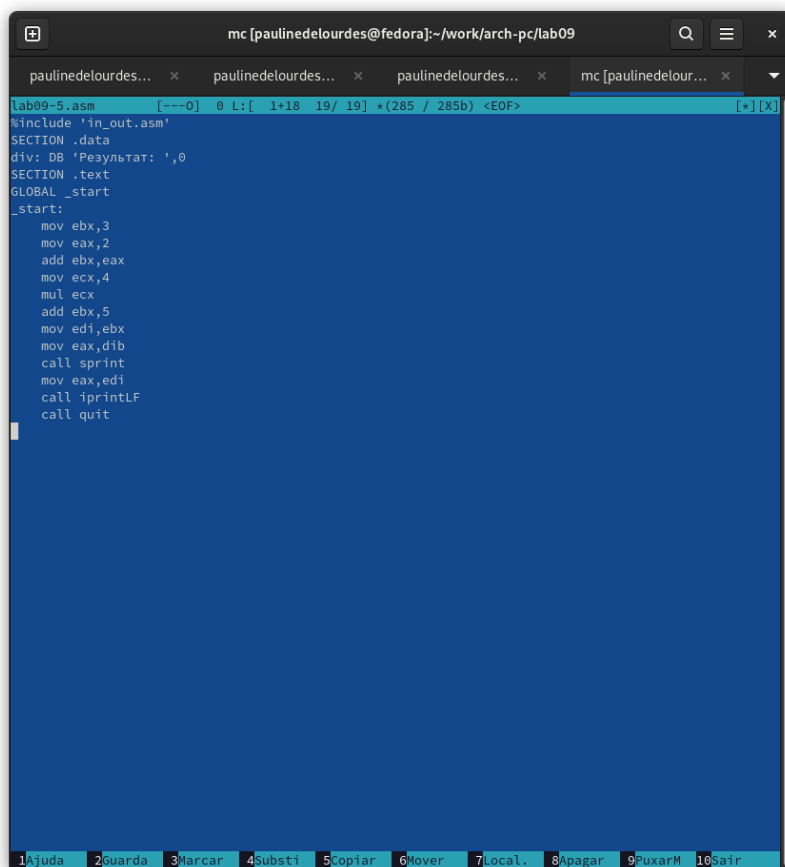 mc [paulinedelourdes@fedora]:~/work/arch-pc/lab09
paulinedelourdes... × paulinedelourdes... × paulinedelourdes... × mc [paulinedelour... ×
lab09-5.asm [---O] 0 L:[ 1+18 19/ 19] *(285 / 285b) <EOF> [*][X]
%include 'in_out.asm'
SECTION .data
div: DB 'Результат: ',0
SECTION .text
GLOBAL _start
_start:
mov ebx,3
mov eax,2
add ebx,eax
mov ecx,4
mul ecx
add ebx,5
mov edi,ebx
mov eax,dib
call sprint
mov eax,edi
call iprintLF
call quit
1Ajuda 2Guarda 3Marcar 4Substi 5Copiar 6Mover 7Local. 8Apagar 9PuxarM 10Sair